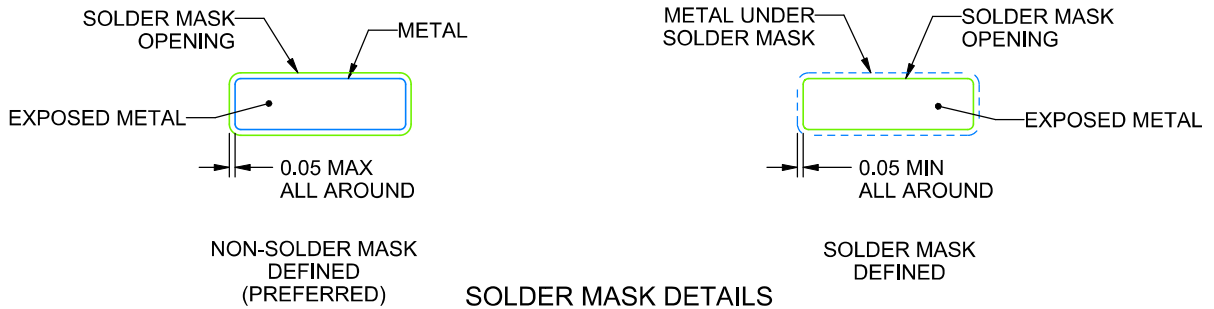 SOLDER MASK
OPENING
METAL
EXPOSED METAL
0.05 MAX
ALL AROUND
NON-SOLDER MASK
DEFINED
(PREFERRED)
METAL UNDER
SOLDER MASK
SOLDER MASK
OPENING
EXPOSED METAL
0.05 MIN
ALL AROUND
SOLDER MASK
DEFINED
SOLDER MASK DETAILS